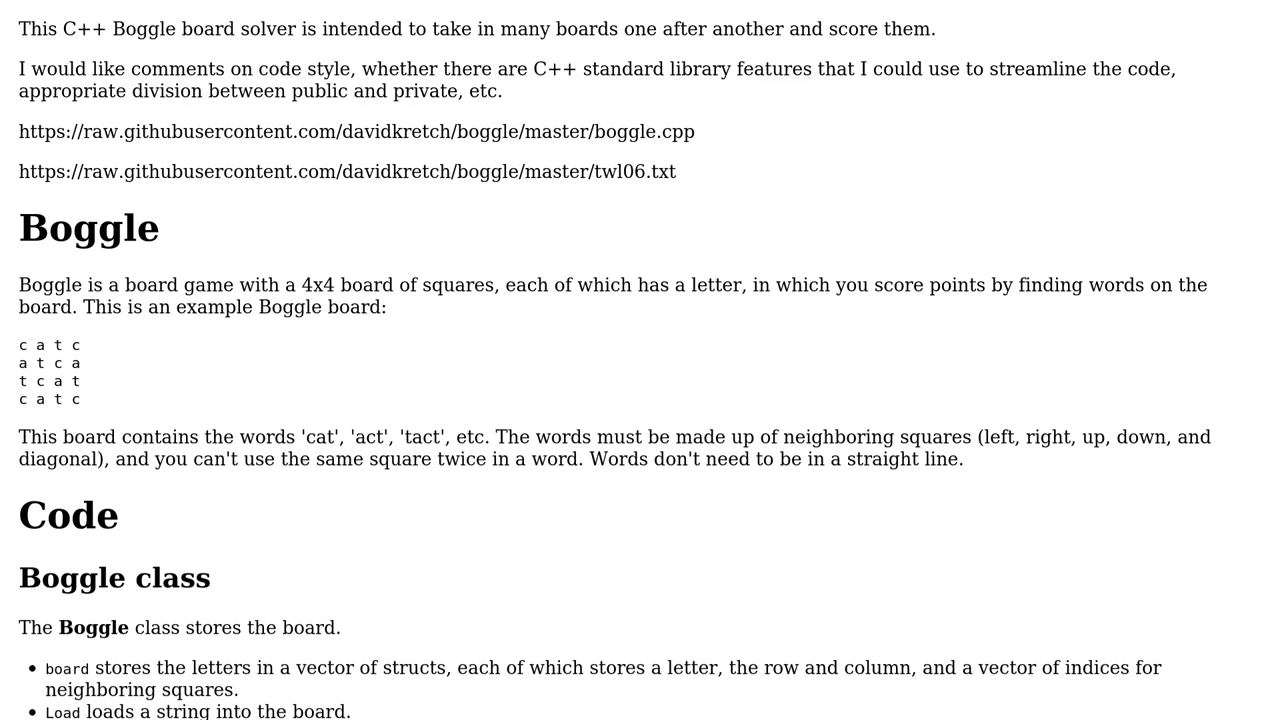 This C++ Boggle board solver is intended to take in many boards one after another and score them.
I would like comments on code style, whether there are C++ standard library features that I could use to streamline the code,
appropriate division between public and private, etc.
https://raw.githubusercontent.com/davidkretch/boggle/master/boggle.cpp
https://raw.githubusercontent.com/davidkretch/boggle/master/twl06.txt
Boggle
Boggle is a board game with a 4x4 board of squares, each of which has a letter, in which you score points by finding words on the
board. This is an example Boggle board:
c a t c
a t c a
t c a t
c a t c
This board contains the words 'cat', 'act', 'tact', etc. The words must be made up of neighboring squares (left, right, up, down, and
diagonal), and you can't use the same square twice in a word. Words don't need to be in a straight line.
Code
Boggle class
The Boggle class stores the board.
• board stores the letters in a vector of structs, each of which stores a letter, the row and column, and a vector of indices for
neighboring squares.
• Load loads a string into the board.